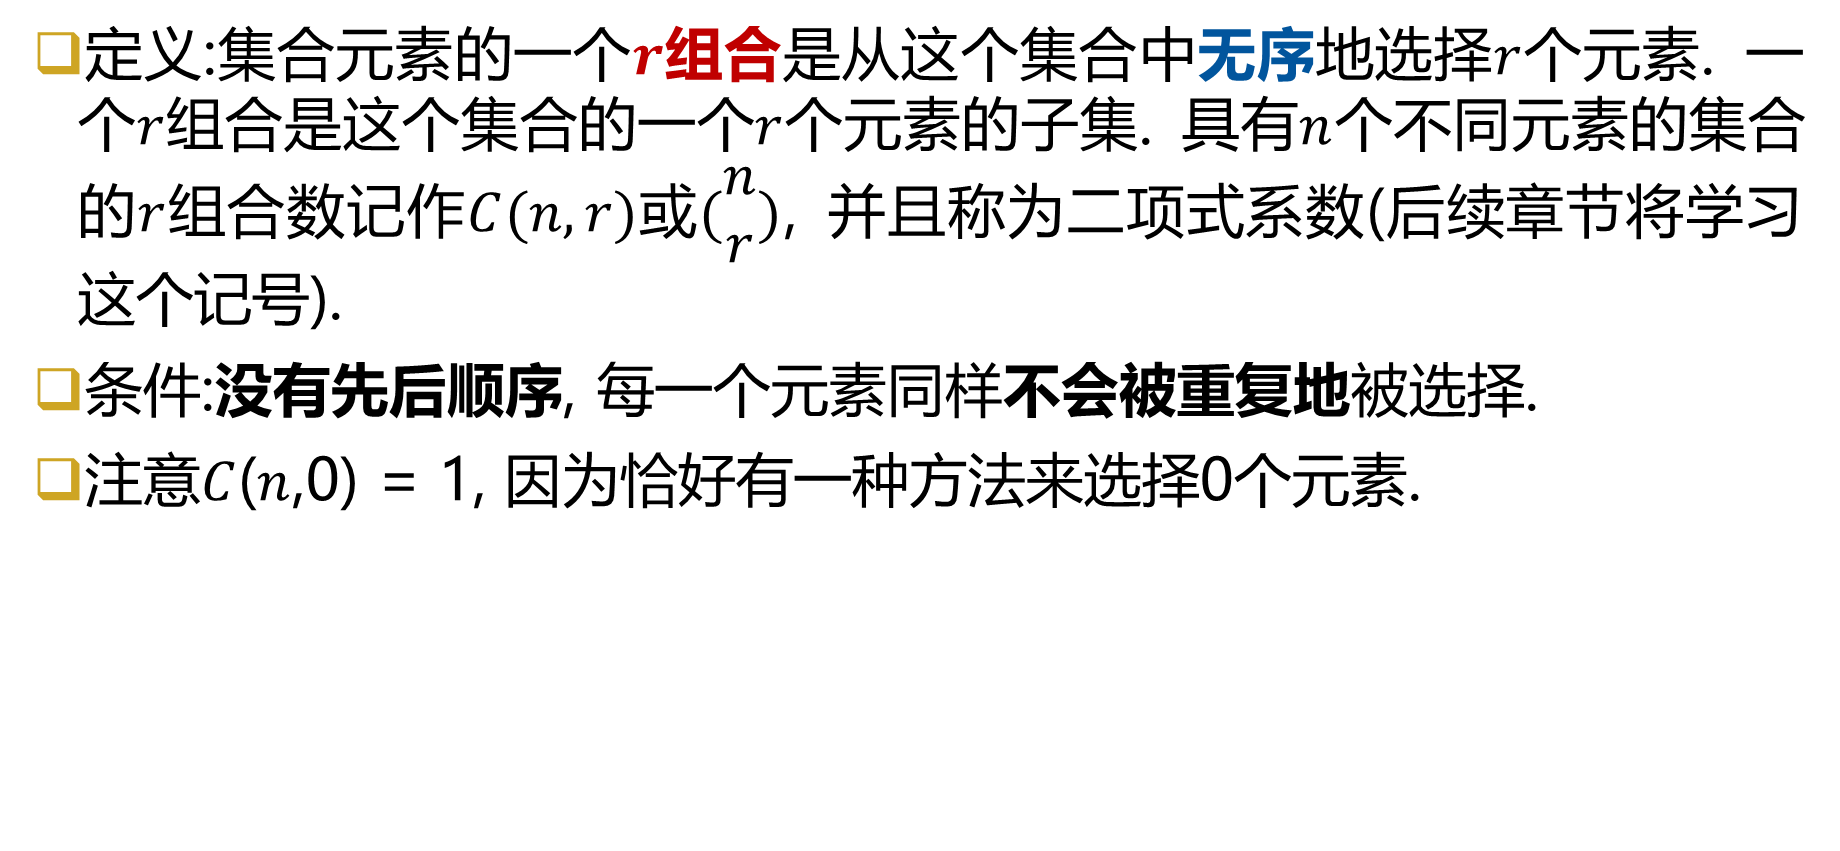 ❑定义:集合元素的一个r组合是从这个集合中无序地选择r个元素. 一
个r组合是这个集合的一个r个元素的子集. 具有n个不同元素的集合
的r组合数记作C(n, r)或(n r), 并且称为二项式系数(后续章节将学习
这个记号).
❑条件:没有先后顺序, 每一个元素同样不会被重复地被选择.
❑注意C(n,0) = 1, 因为恰好有一种方法来选择0个元素.